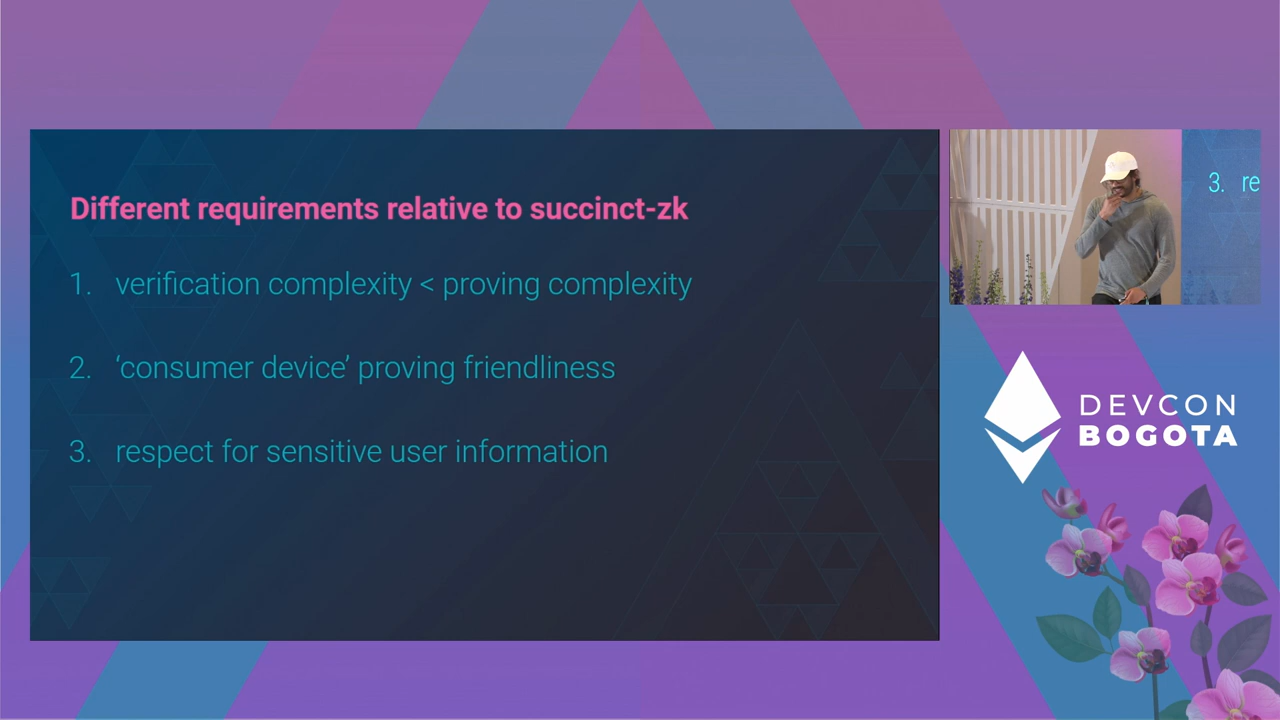 Different requirements relative to succinct-zk
1. verification complexity < proving complexity
2. ‘consumer device’ proving friendliness
3. respect for sensitive user information
3. re
DEVCON
BOGOTA